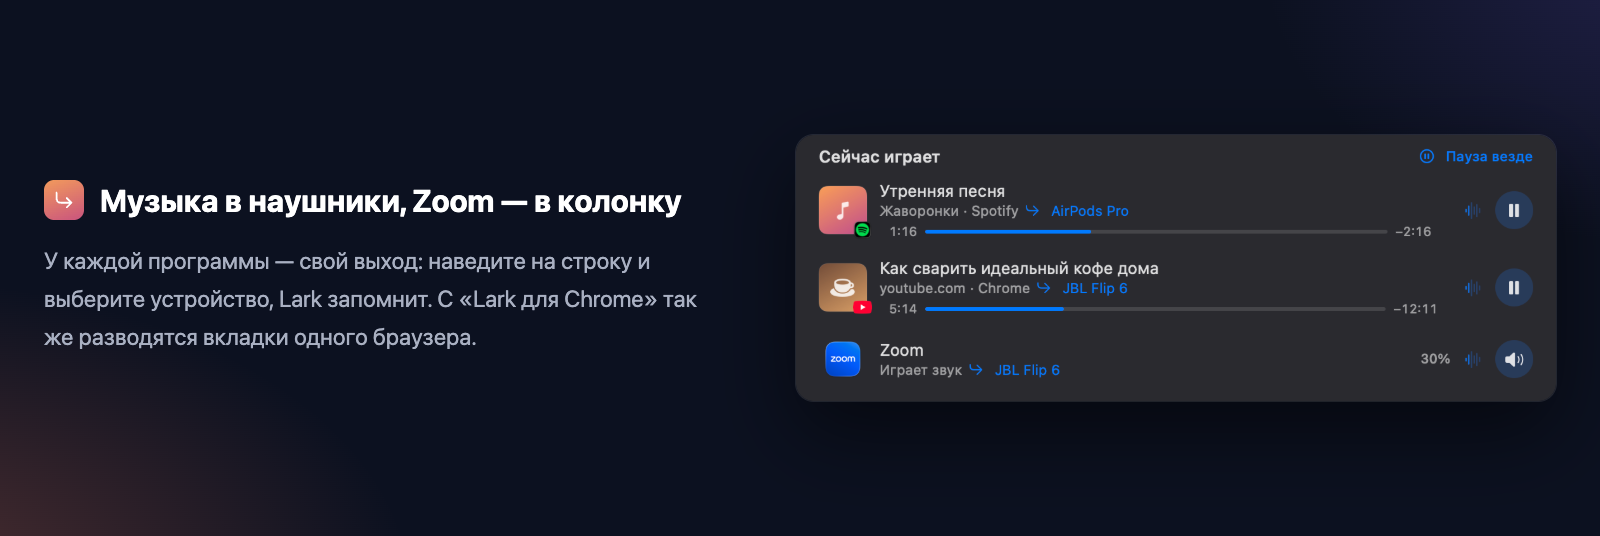 Музыка в наушники, Zoom — в колонку
У каждой программы — свой выход: наведите на строку и
выберите устройство, Lark запомнит. С «Lark для Chrome» так
же разводятся вкладки одного браузера.
Сейчас играет
Пауза везде
Утренняя песня
Жаворонки · Spotify AirPods Pro
1:16 −2:16
Как сварить идеальный кофе дома
youtube.com · Chrome JBL Flip 6
5:14 −12:11
zoom
Zoom
Играет звук JBL Flip 6
30%